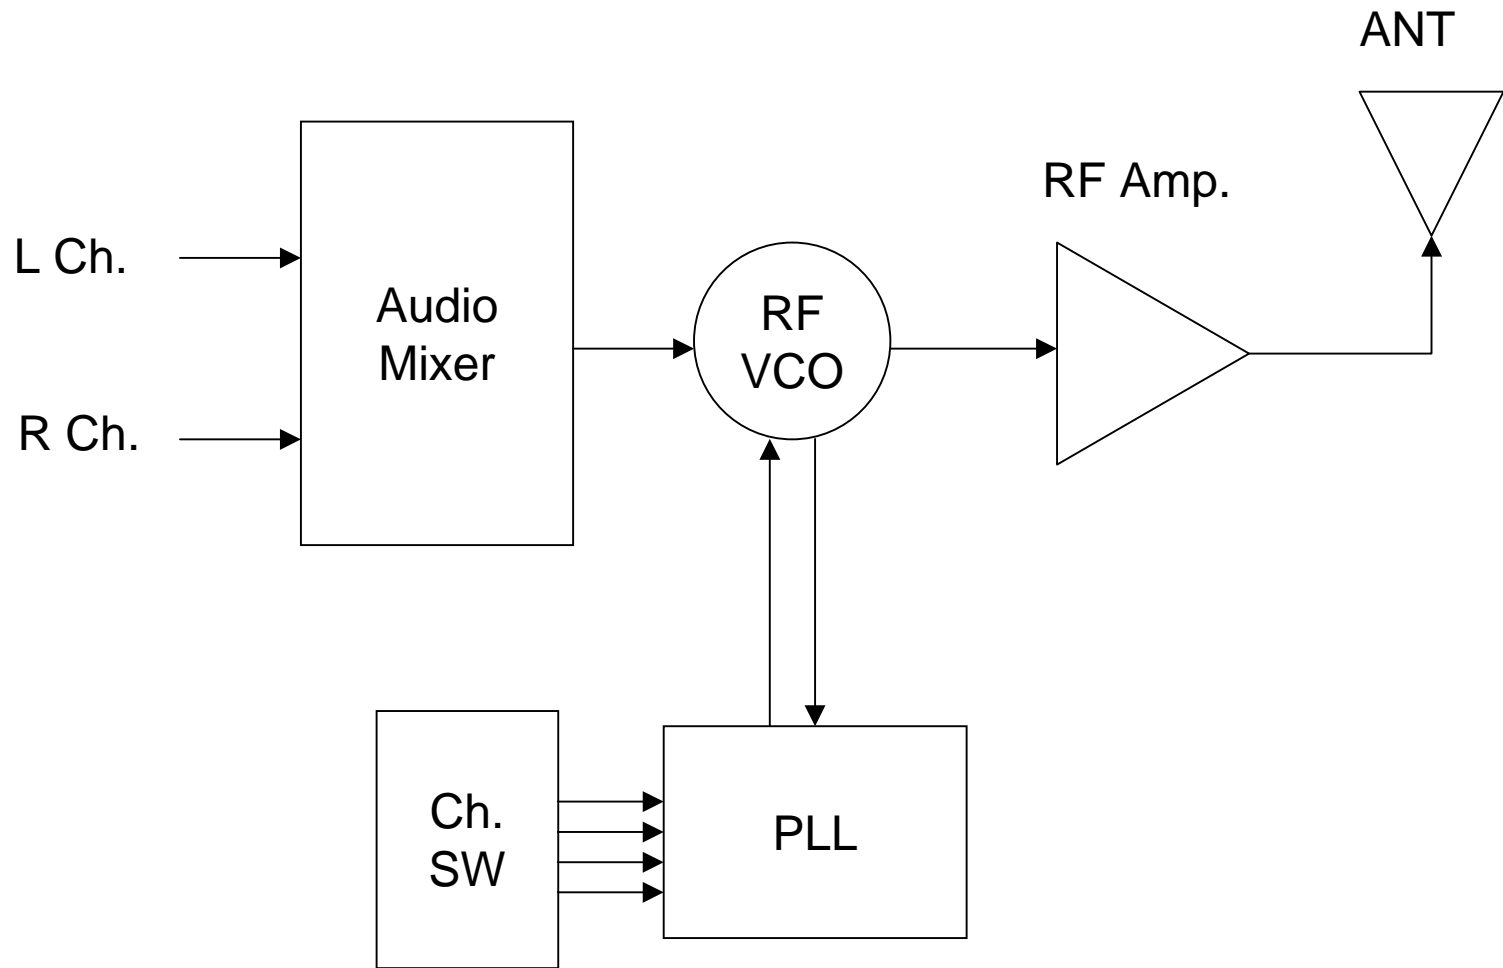 ANT
RF Amp.
L Ch.
Audio
Mixer
RF
VCO
R Ch.
Ch.
SW
PLL